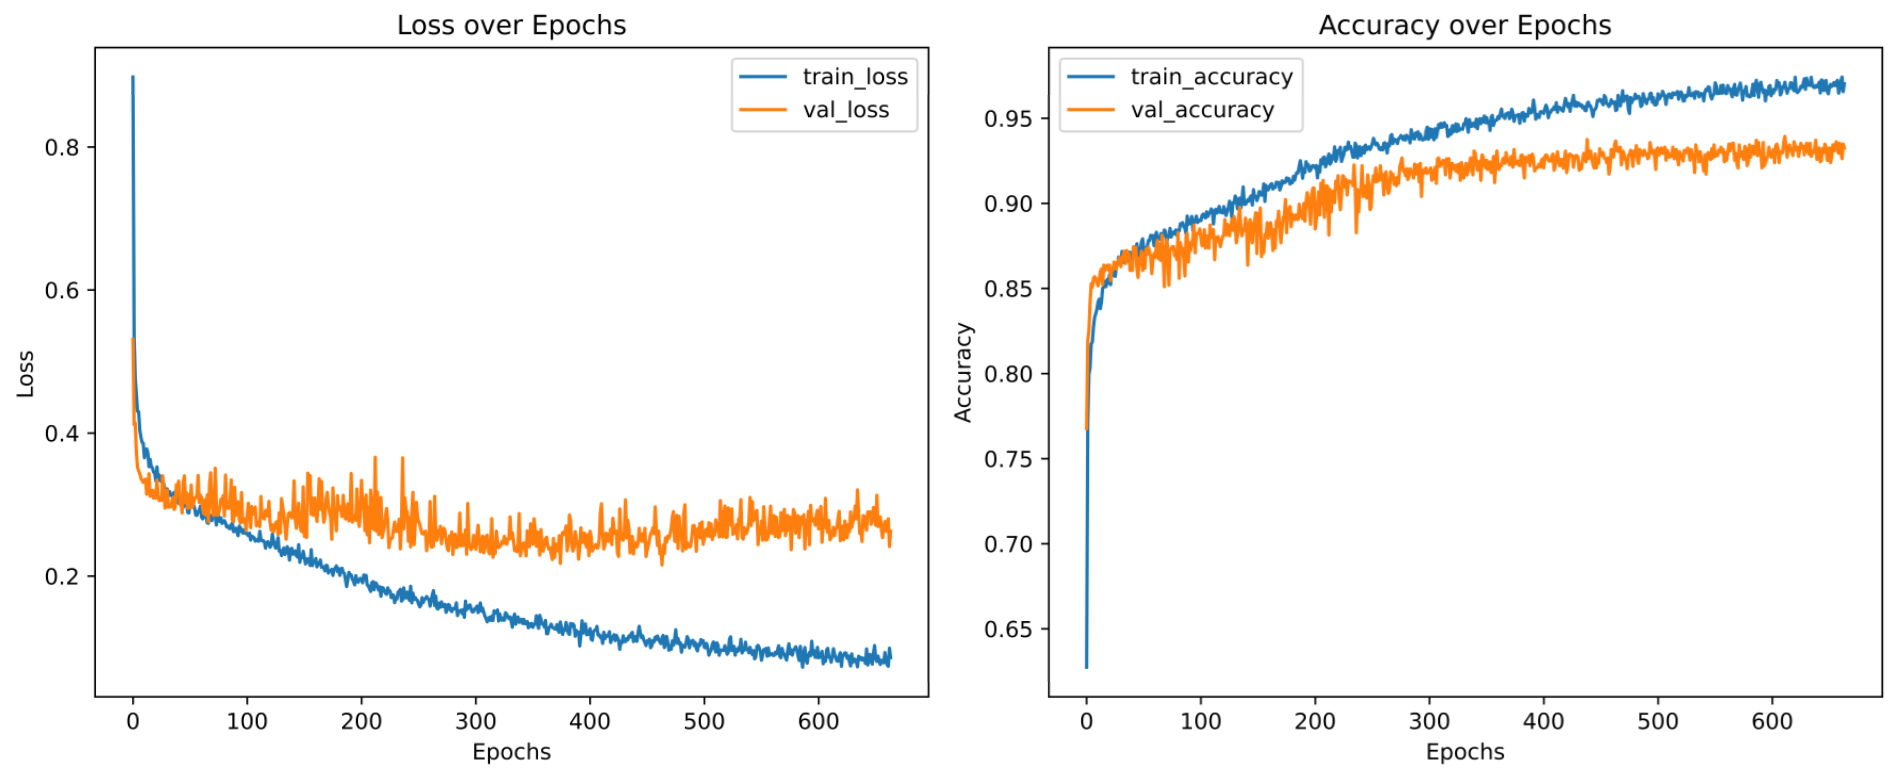 Loss over Epochs
train_loss
val_loss
0.8
0.6
0.4
0.2
Loss
0 100 200 300 400 500 600
Epochs
Accuracy over Epochs
train_accuracy
val_accuracy
0.95
0.90
0.85
0.80
0.75
0.70
0.65
Accuracy
0 100 200 300 400 500 600
Epochs